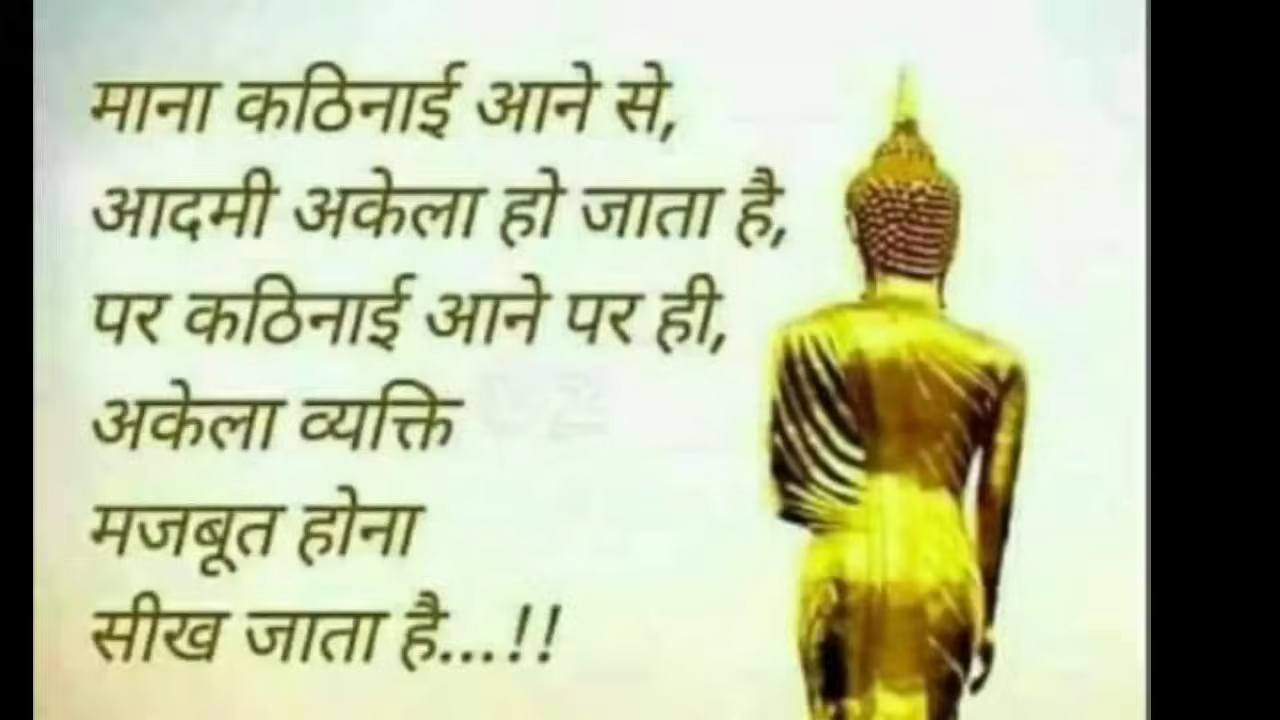 माना कठिनाई आने से,
आदमी अकेला हो जाता है,
पर कठिनाई आने पर ही,
अकेला व्यक्ति
मजबूत होना
सीख जाता है...!!